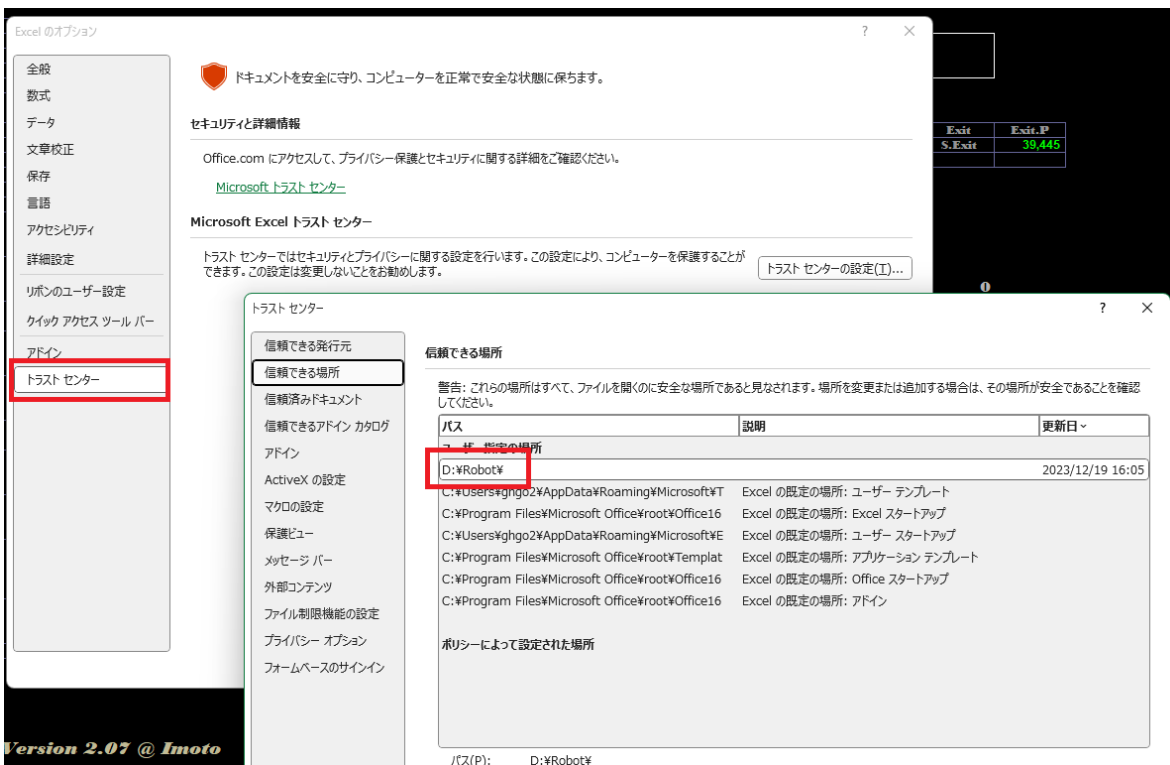 Excel のオプション
?
×
全般
数式
データ
文章校正
保存
言語
アクセシビリティ
詳細設定
リボンのユーザー設定
クイック アクセス ツール バー
アドイン
トラスト センター
ドキュメントを安全に守り、コンピューターを正常で安全な状態に保ちます。
セキュリティと詳細情報
Office.com にアクセスして、プライバシー保護とセキュリティに関する詳細をご確認ください。
Microsoft トラスト センター
Microsoft Excel トラスト センター
トラスト センターではセキュリティとプライバシーに関する設定を行います。この設定により、コンピューターを保護することが
できます。この設定は変更しないことをお勧めします。
トラスト センターの設定(T)...
Exit Exit.P
S.Exit 39,445
0
トラスト センター
?
×
信頼できる発行元
信頼できる場所
信頼済みドキュメント
信頼できるアドイン カタログ
アドイン
ActiveX の設定
マクロの設定
保護ビュー
メッセージ バー
外部コンテンツ
ファイル制限機能の設定
プライバシー オプション
フォームベースのサインイン
信頼できる場所
警告: これらの場所はすべて、ファイルを開くのに安全な場所であると見なされます。場所を変更または追加する場合は、その場所が安全であることを確認
してください。
パス 説明 更新日
ユーザー指定の場所
D:¥Robot¥ 2023/12/19 16:05
C:¥Users¥ghgo2¥AppData¥Roaming¥Microsoft¥T Excel の既定の場所: ユーザー テンプレート
C:¥Program Files¥Microsoft Office¥root¥Office16 Excel の既定の場所: Excel スタートアップ
C:¥Users¥ghgo2¥AppData¥Roaming¥Microsoft¥E Excel の既定の場所: ユーザー スタートアップ
C:¥Program Files¥Microsoft Office¥root¥Templat Excel の既定の場所: アプリケーション テンプレート
C:¥Program Files¥Microsoft Office¥root¥Office16 Excel の既定の場所: Office スタートアップ
C:¥Program Files¥Microsoft Office¥root¥Office16 Excel の既定の場所: アドイン
ポリシーによって設定された場所
パス(P): D:¥Robot¥
Version 2.07 @ Imoto